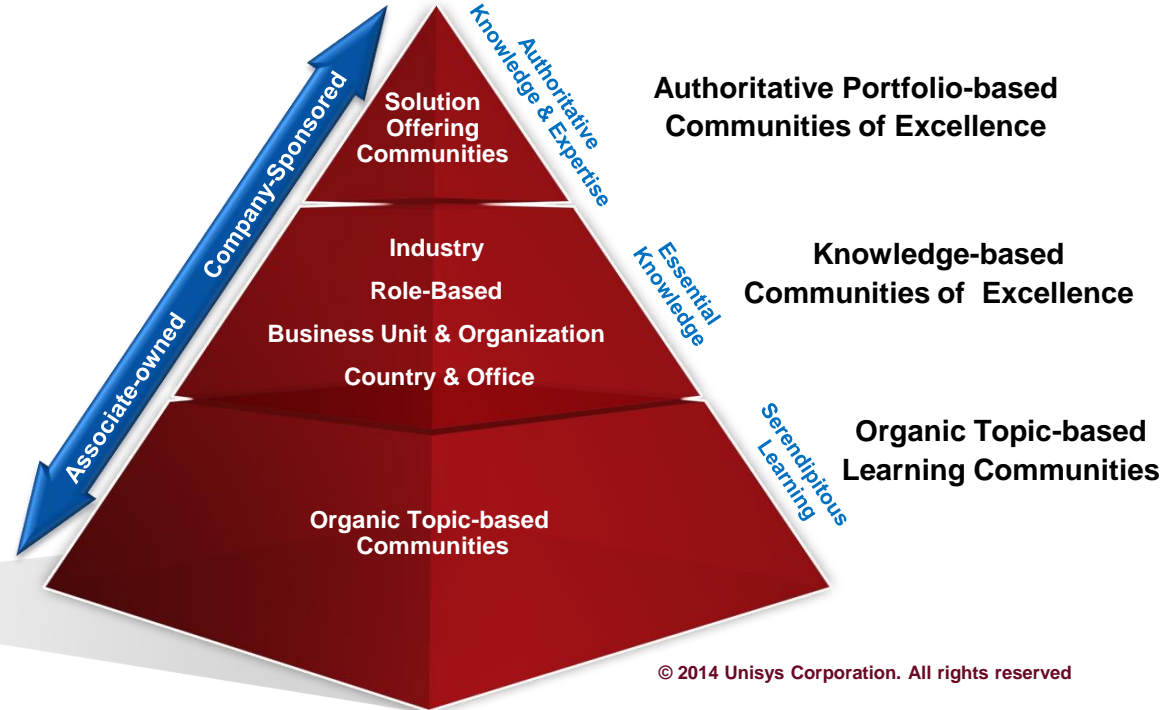 Company-Sponsored
Associate-owned
Solution
Offering
Communities
Authoritative
Knowledge & Expertise
Authoritative Portfolio-based
Communities of Excellence
Industry
Role-Based
Business Unit & Organization
Country & Office
Essential
Knowledge
Knowledge-based
Communities of  Excellence
Organic Topic-based
Communities
Serendipitous
Learning
Organic Topic-based
Learning Communities
© 2014 Unisys Corporation. All rights reserved